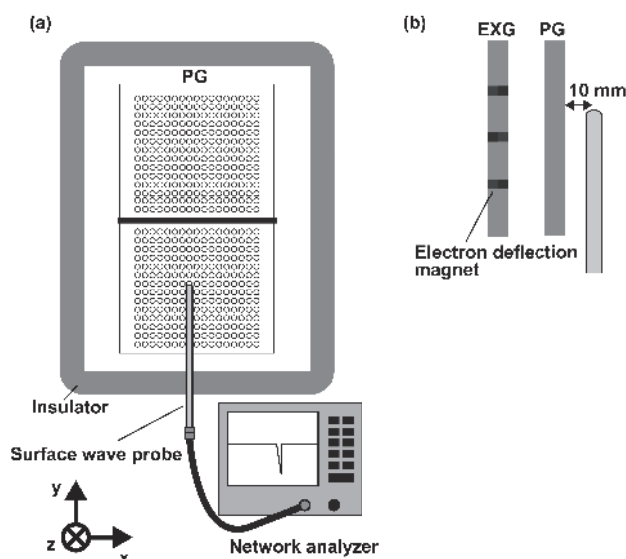 (a)
PG
Insulator
Surface wave probe
Network analyzer
y
z
x
(b)
EXG PG
10 mm
Electron deflection
magnet